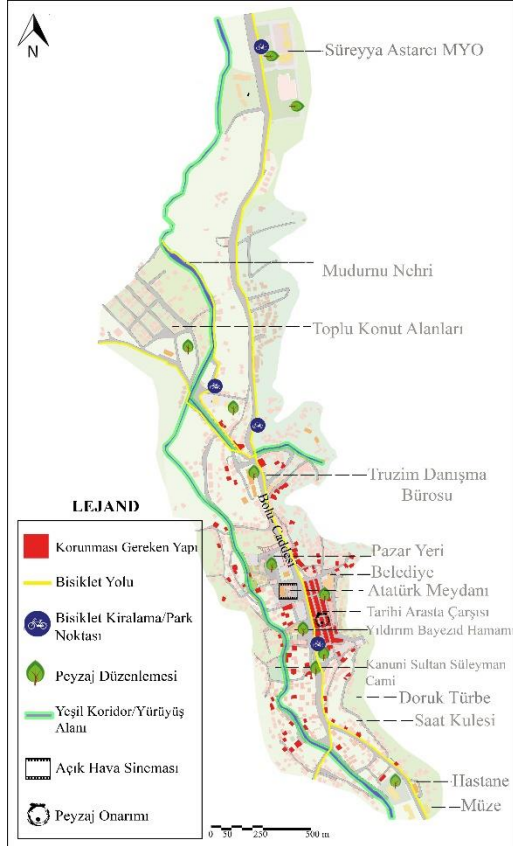 N
Süreyya Astarcı MYO
Mudurnu Nehri
Toplu Konut Alanları
Truzim Danışma
Bürosu
Bolu Caddesi
Pazar Yeri
Belediye
Atatürk Meydanı
Tarihi Arasta Çarşısı
Yıldırım Bayezıd Hamamı
Kanuni Sultan Süleyman
Cami
Doruk Türbe
Saat Kulesi
Hastane
Müze
LEJAND
Korunması Gereken Yapı
Bisiklet Yolu
Bisiklet Kiralama/Park
Noktası
Peyzaj Düzenlemesi
Yeşil Koridor/Yürüyüş
Alanı
Açık Hava Sineması
Peyzaj Onarımı
0 50 250 500 m